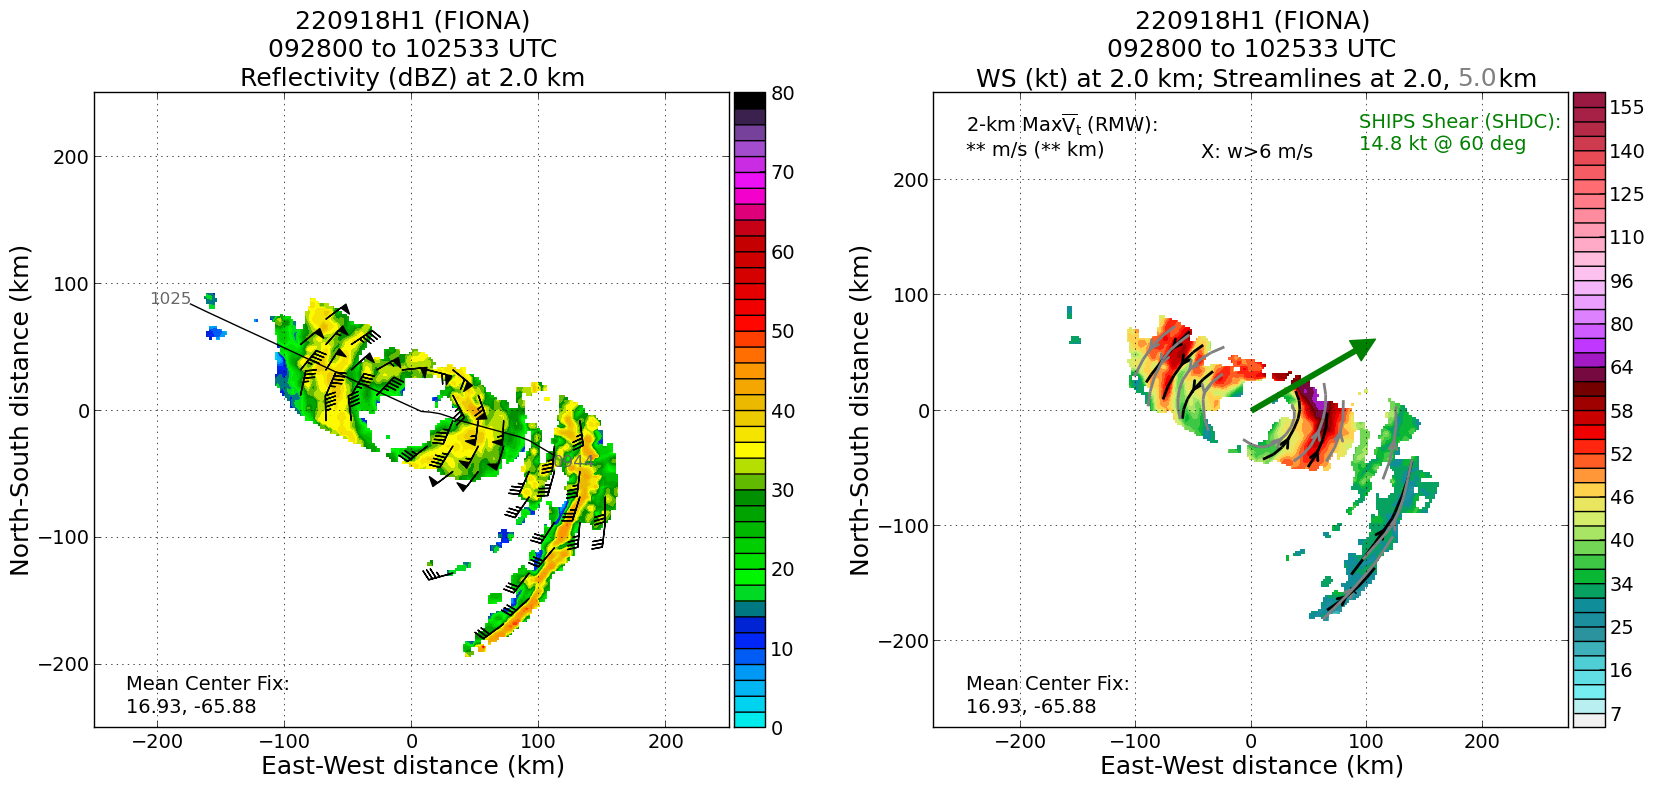 220918H1 (FIONA)
092800 to 102533 UTC
Reflectivity (dBZ) at 2.0 km
North-South distance (km)
200
100
0
−100
−200
1025
0944
Mean Center Fix:
16.93, -65.88
−200
−100
0
100
200
East-West distance (km)
80
70
60
50
40
30
20
10
0
220918H1 (FIONA)
092800 to 102533 UTC
WS (kt) at 2.0 km; Streamlines at 2.0, 5.0km
North-South distance (km)
200
100
0
−100
−200
2-km MaxV̅t (RMW):
** m/s (** km)
X: w>6 m/s
SHIPS Shear (SHDC):
14.8 kt @ 60 deg
Mean Center Fix:
16.93, -65.88
−200
−100
0
100
200
East-West distance (km)
155
140
125
110
96
80
64
58
52
46
40
34
25
16
7